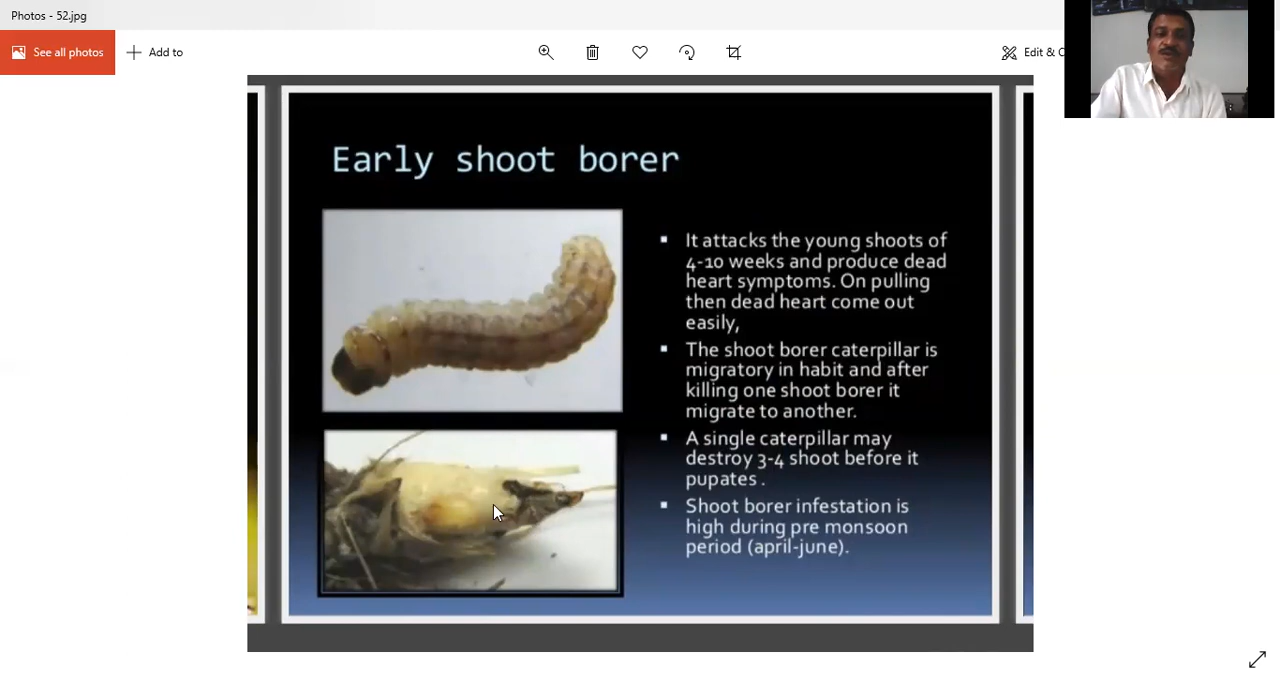 Photos - 52.jpg
See all photos
Add to
Edit & C
Early shoot borer
It attacks the young shoots of
4-10 weeks and produce dead
heart symptoms. On pulling
then dead heart come out
easily,
The shoot borer caterpillar is
migratory in habit and after
killing one shoot borer it
migrate to another.
A single caterpillar may
destroy 3-4 shoot before it
pupates .
Shoot borer infestation is
high during pre monsoon
period (april-june).